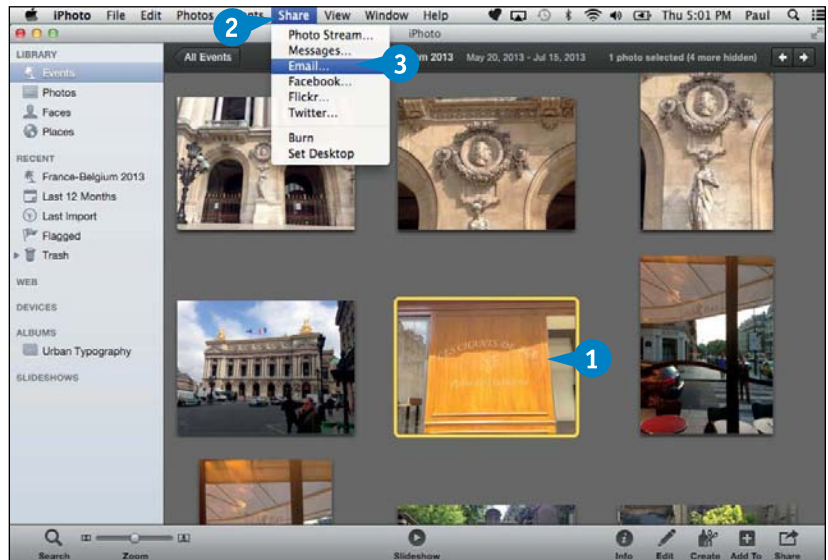 iPhoto File Edit Photos Share View Window Help Thu 5:01 PM Paul
2
iPhoto
Photo Stream...
Messages...
Email...
3
Facebook...
Flickr...
Twitter...
Burn
Set Desktop
LIBRARY
Events
Photos
Faces
Places
RECENT
France-Belgium 2013
Last 12 Months
Last Import
Flagged
Trash
WEB
DEVICES
ALBUMS
Urban Typography
SLIDESHOWS
All Events 2013 May 20, 2013 - Jul 15, 2013 1 photo selected (4 more hidden)
1
Search Zoom Slideshow Info Edit Create Add To Share